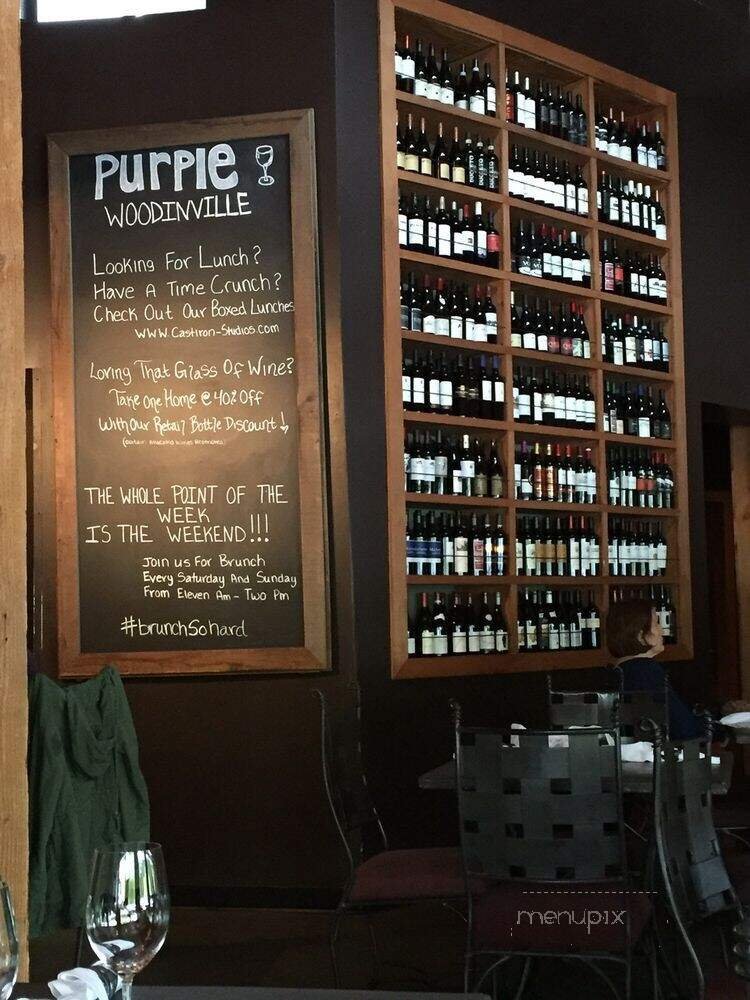 PURPLE
WOODINVILLE
Looking For Lunch?
Have A Time Crunch?
Check Out Our Boxed Lunches
www.Castiron-Studios.com
Loving That Glass Of Wine?
Take one Home @ 40% Off
With Our Retail Bottle Discount!
THE WHOLE POINT OF THE
WEEK
IS THE WEEKEND!!!
Join us For Brunch
Every Saturday And Sunday
From Eleven Am - Two Pm
#brunchSohard
menupix